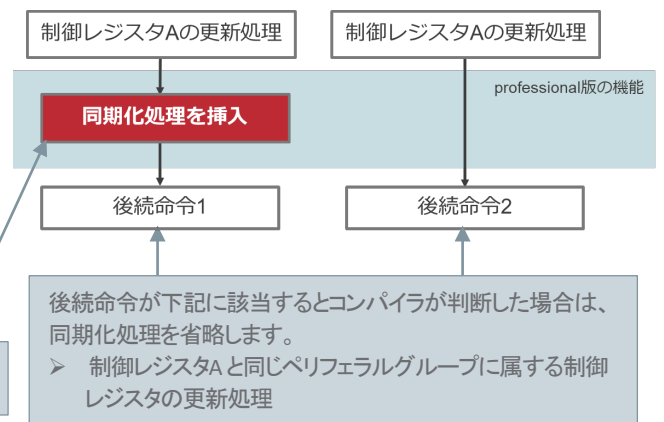 制御レジスタAの更新処理
制御レジスタAの更新処理
professional版の機能
同期化処理を挿入
後続命令1
後続命令2
後続命令が下記に該当するとコンパイラが判断した場合は、
同期化処理を省略します。
➢ 制御レジスタA と同じペリフェラルグループに属する制御
レジスタの更新処理